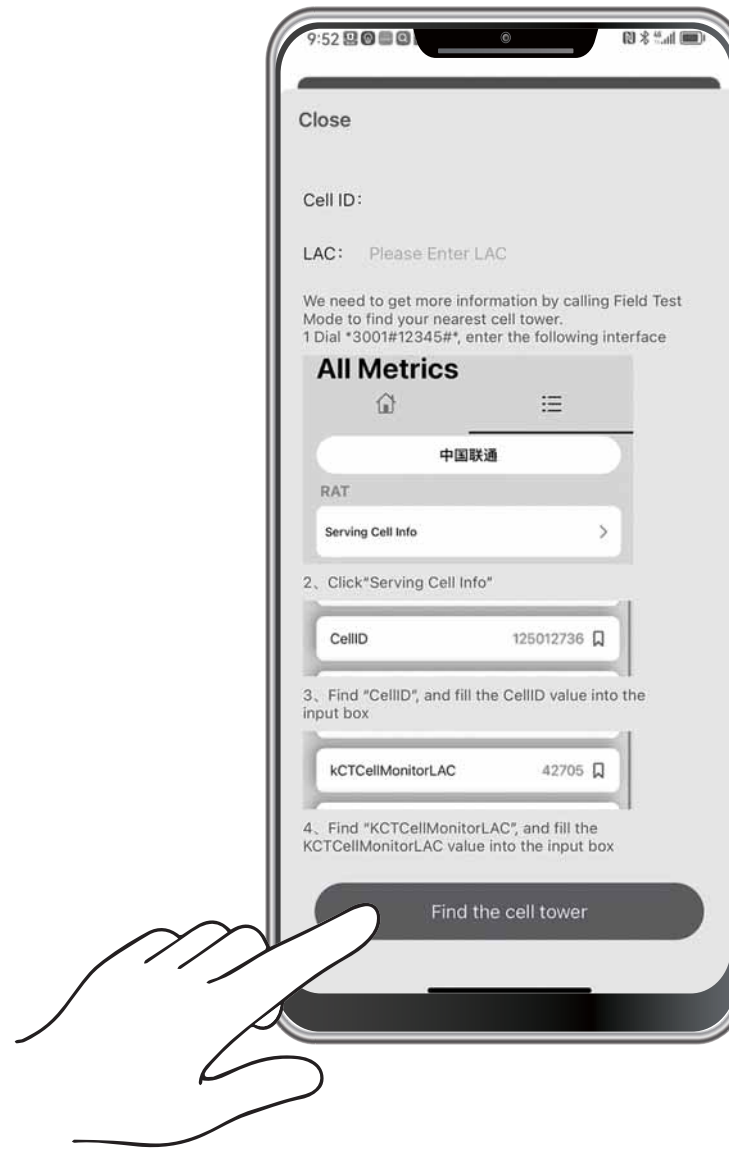 9:52
Close
Cell ID:
LAC: Please Enter LAC
We need to get more information by calling Field Test
Mode to find your nearest cell tower.
1 Dial *3001#12345#*, enter the following interface
All Metrics
中国联通
RAT
Serving Cell Info
2、Click"Serving Cell Info"
CellID 125012736
3、Find "CellID", and fill the CellID value into the
input box
kCTCellMonitorLAC 42705
4、Find "KCTCellMonitorLAC", and fill the
KCTCellMonitorLAC value into the input box
Find the cell tower